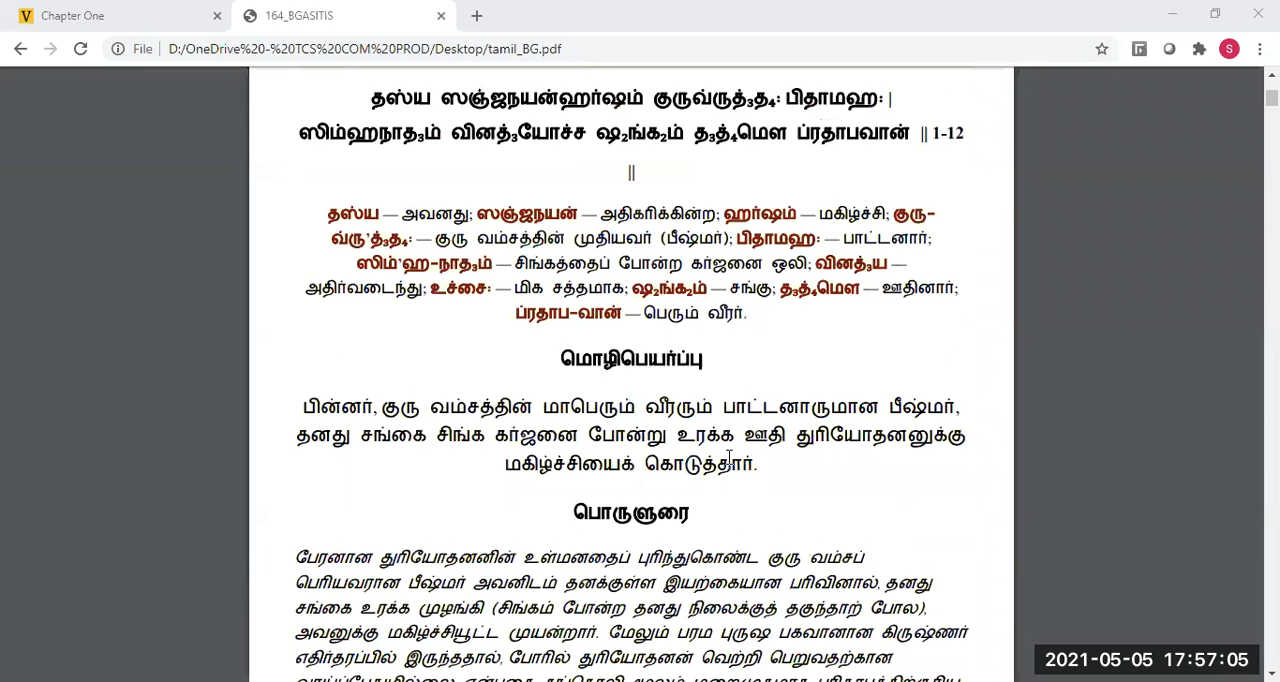 Chapter One
164_BGASITIS
File
D:/OneDrive%20-%20TCS%20COM%20PROD/Desktop/tamil_BG.pdf
S
தஸ்ய ஸஞ்ஜநயன்ஹர்ஷம் குருவ்ருத்₃த₄: பிதாமஹ: |
ஸிம்ஹநாத₃ம் வினத்₃யோச்ச ஷ₂ங்க₂ம் த₃த்₄மௌ ப்ரதாபவான் || 1-12
||
தஸ்ய — அவனது; ஸஞ்ஜநயன் — அதிகரிக்கின்ற; ஹர்ஷம் — மகிழ்ச்சி; குரு-
வ்ரு'த்₃த₄: — குரு வம்சத்தின் முதியவர் (பீஷ்மர்); பிதாமஹ: — பாட்டனார்;
ஸிம்'ஹ-நாத₃ம் — சிங்கத்தைப் போன்ற கர்ஜனை ஒலி; வினத்₃ய —
அதிர்வடைந்து; உச்சை: — மிக சத்தமாக; ஷ₂ங்க₂ம் — சங்கு; த₃த்₄மௌ — ஊதினார்;
ப்ரதாப-வான் — பெரும் வீரர்.
மொழிபெயர்ப்பு
பின்னர், குரு வம்சத்தின் மாபெரும் வீரரும் பாட்டனாருமான பீஷ்மர்,
தனது சங்கை சிங்க கர்ஜனை போன்று உரக்க ஊதி துரியோதனனுக்கு
மகிழ்ச்சியைக் கொடுத்தார்.
பொருளுரை
பேரனான துரியோதனனின் உள்மனதைப் புரிந்துகொண்ட குரு வம்சப்
பெரியவரான பீஷ்மர் அவனிடம் தனக்குள்ள இயற்கையான பரிவினால், தனது
சங்கை உரக்க முழங்கி (சிங்கம் போன்ற தனது நிலைக்குத் தகுந்தாற் போல),
அவனுக்கு மகிழ்ச்சியூட்ட முயன்றார். மேலும் பரம புருஷ பகவானான கிருஷ்ணர்
எதிர்தரப்பில் இருந்ததால், போரில் துரியோதனன் வெற்றி பெறுவதற்கான
2021-05-05 17:57:05